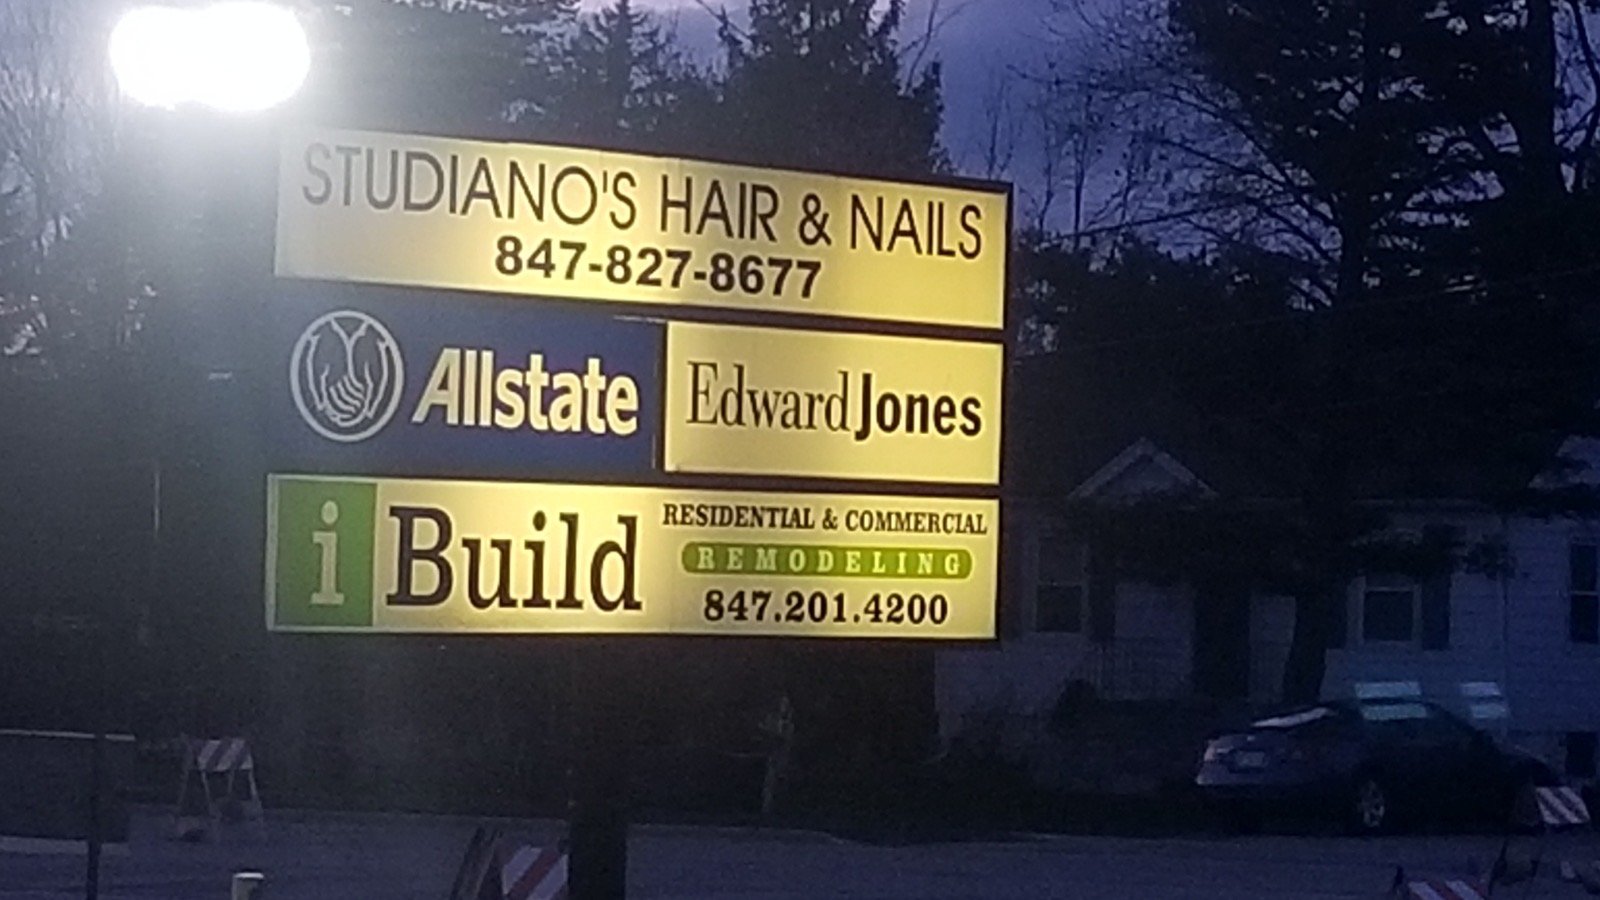 STUDIANO'S HAIR & NAILS
847-827-8677
Allstate
Edward Jones
i Build
RESIDENTIAL & COMMERCIAL
REMODELING
847.201.4200